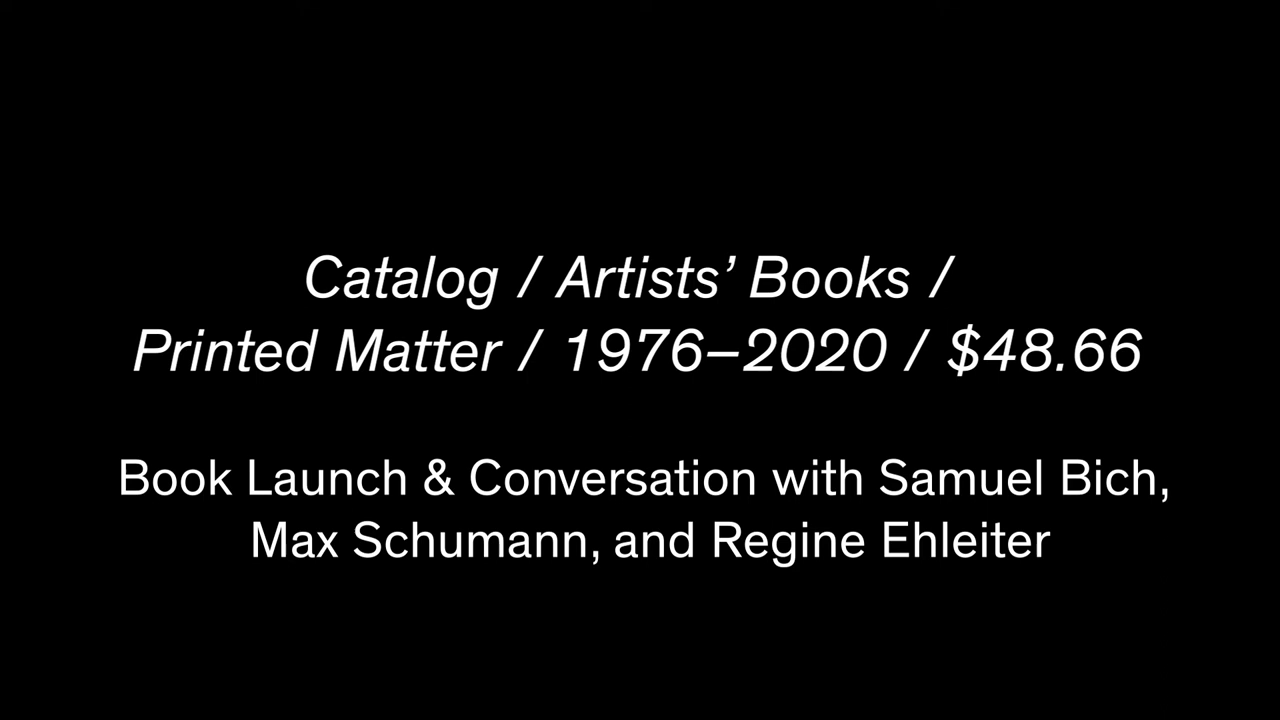 Catalog / Artists’ Books /
Printed Matter / 1976–2020 / $48.66
Book Launch & Conversation with Samuel Bich,
Max Schumann, and Regine Ehleiter